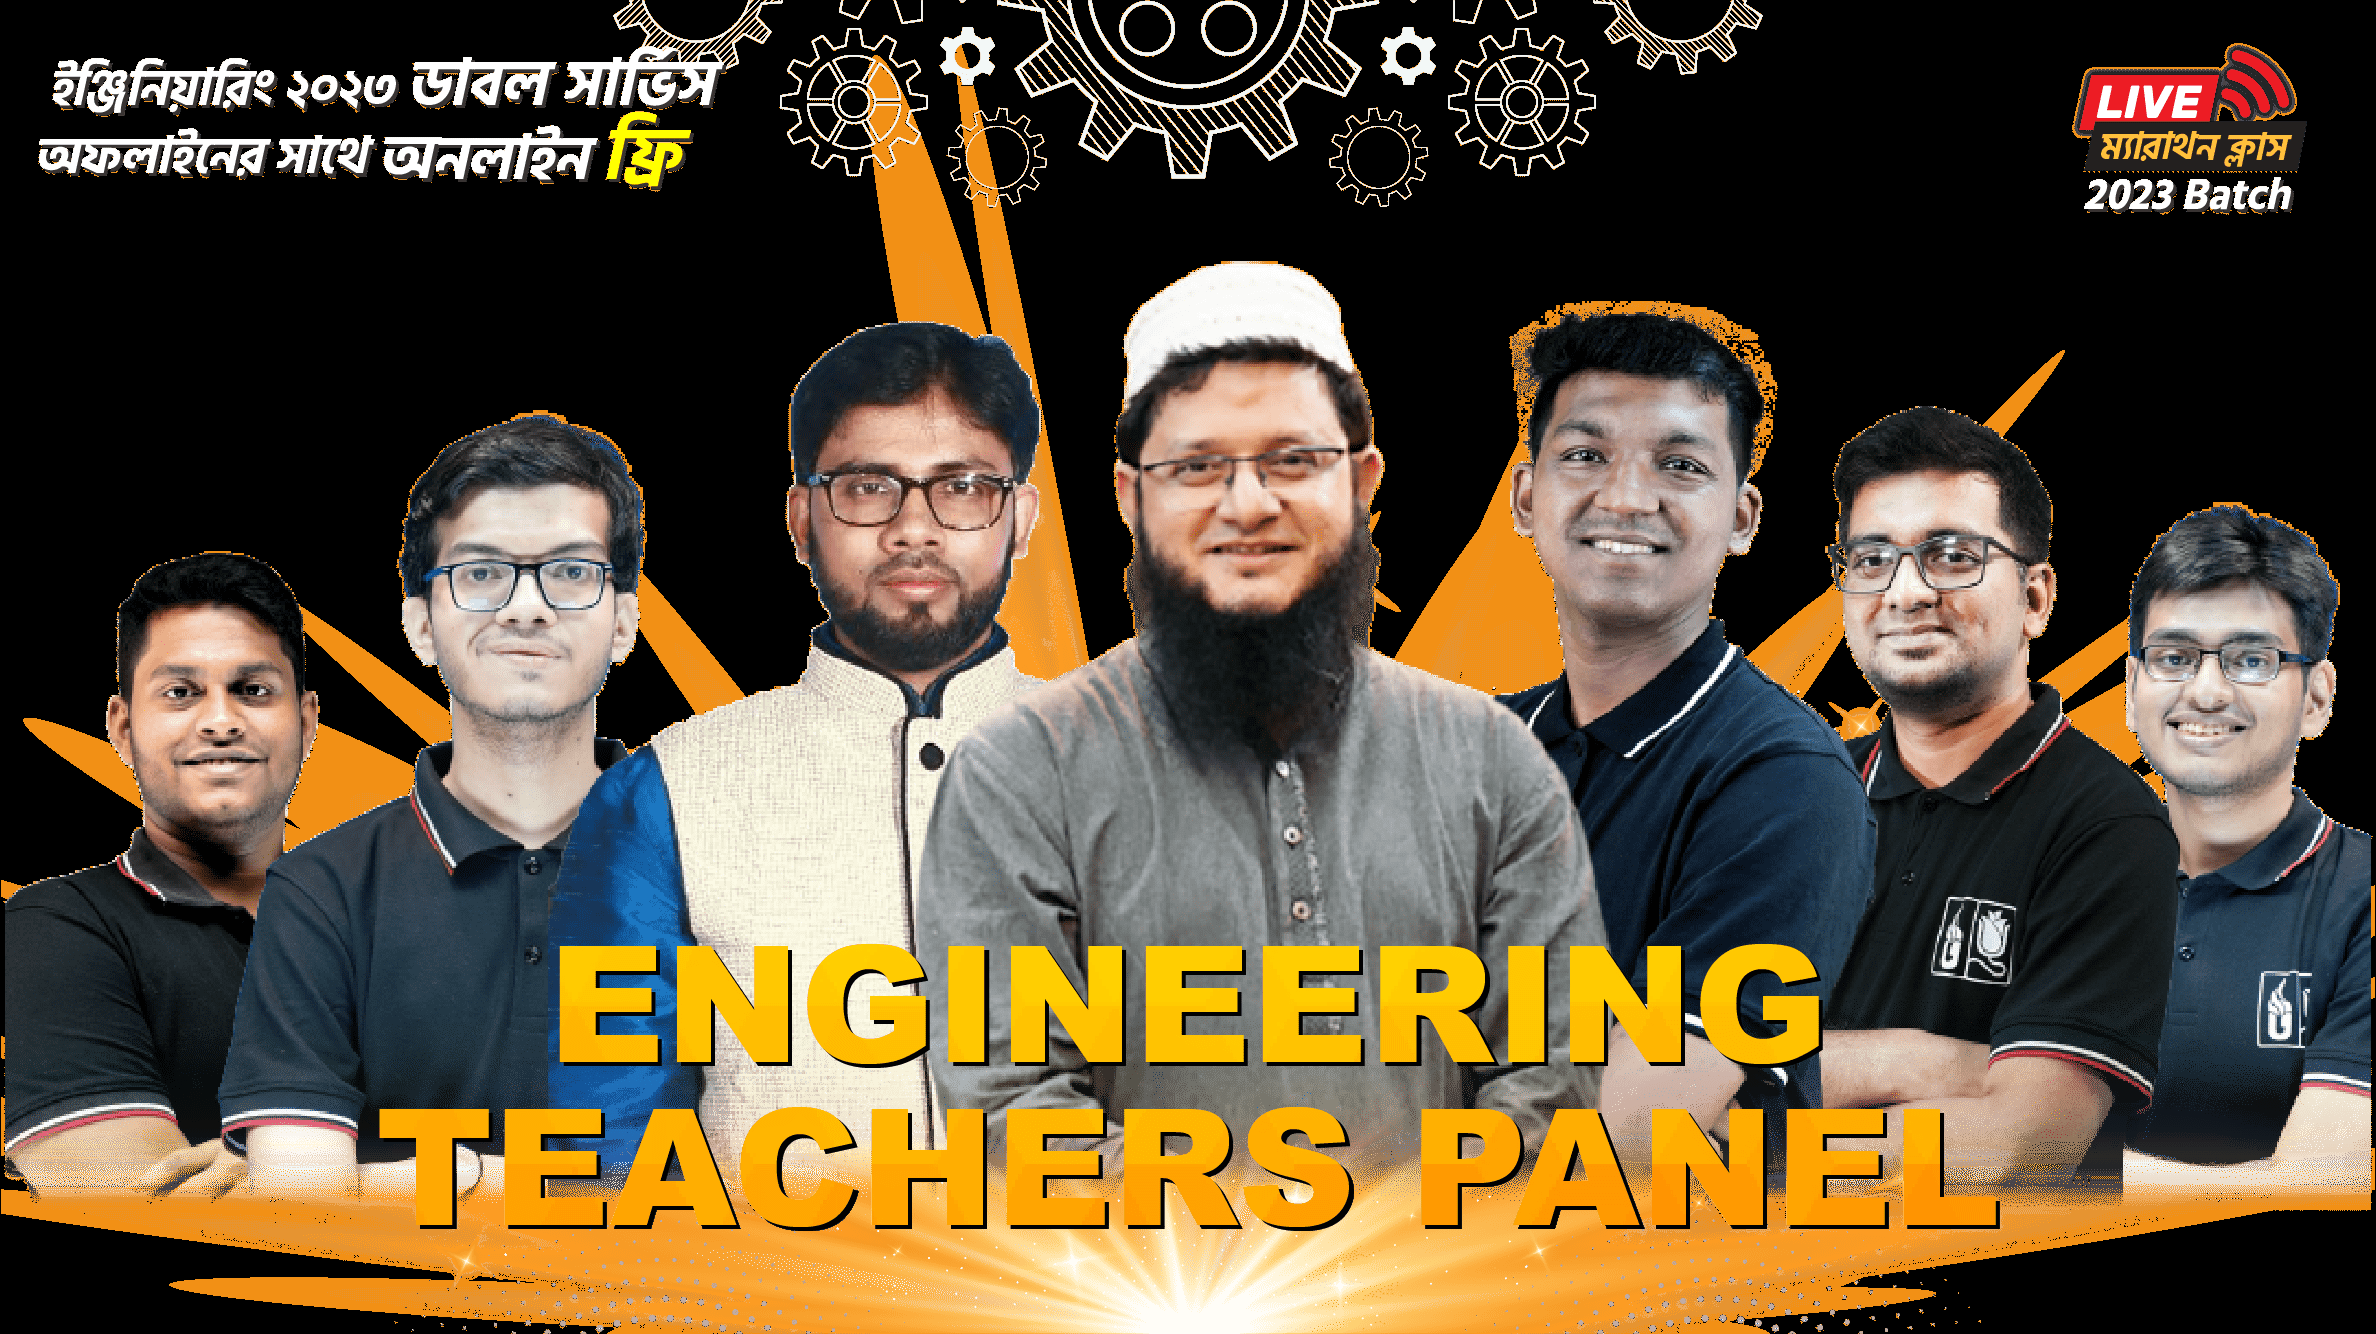 ইঞ্জিনিয়ারিং ২০২৩ ডাবল সার্ভিস
অফলাইনের সাথে অনলাইন ফ্রি
LIVE
ম্যারাথন ক্লাস
2023 Batch
ENGINEERING
TEACHERS PANEL